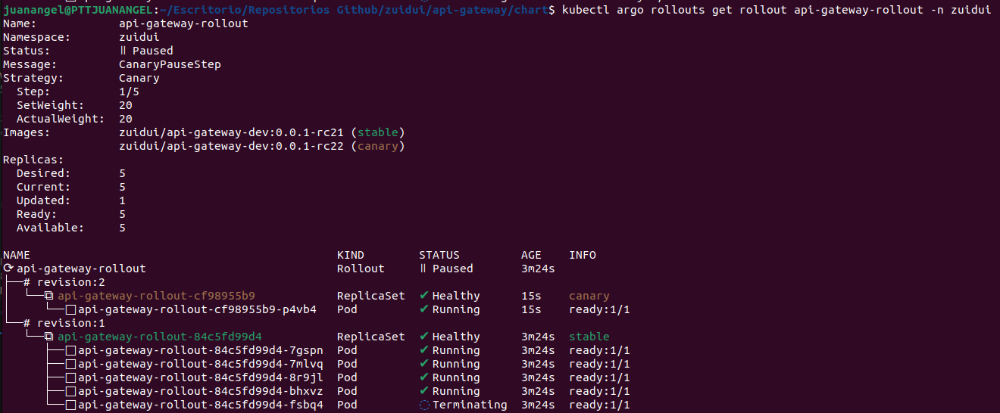 juanangel@PTTJUANANGEL:~/Escritorio/Repositorios Github/zuidui/api-gateway/chart$ kubectl argo rollouts get rollout api-gateway-rollout -n zuidui
Name: api-gateway-rollout
Namespace: zuidui
Status: ॥ Paused
Message: CanaryPauseStep
Strategy: Canary
Step: 1/5
SetWeight: 20
ActualWeight: 20
Images: zuidui/api-gateway-dev:0.0.1-rc21 (stable)
zuidui/api-gateway-dev:0.0.1-rc22 (canary)
Replicas:
Desired: 5
Current: 5
Updated: 1
Ready: 5
Available: 5
NAME KIND STATUS AGE INFO
⟳ api-gateway-rollout Rollout ॥ Paused 3m24s
├──# revision:2
│  └──⧉ api-gateway-rollout-cf98955b9 ReplicaSet ✔ Healthy 15s canary
│     └──□ api-gateway-rollout-cf98955b9-p4vb4 Pod ✔ Running 15s ready:1/1
└──# revision:1
   └──⧉ api-gateway-rollout-84c5fd99d4 ReplicaSet ✔ Healthy 3m24s stable
      ├──□ api-gateway-rollout-84c5fd99d4-7gspn Pod ✔ Running 3m24s ready:1/1
      ├──□ api-gateway-rollout-84c5fd99d4-7mlvq Pod ✔ Running 3m24s ready:1/1
      ├──□ api-gateway-rollout-84c5fd99d4-8r9jl Pod ✔ Running 3m24s ready:1/1
      ├──□ api-gateway-rollout-84c5fd99d4-bhxvz Pod ✔ Running 3m24s ready:1/1
      └──□ api-gateway-rollout-84c5fd99d4-fsbq4 Pod ◌ Terminating 3m24s ready:1/1